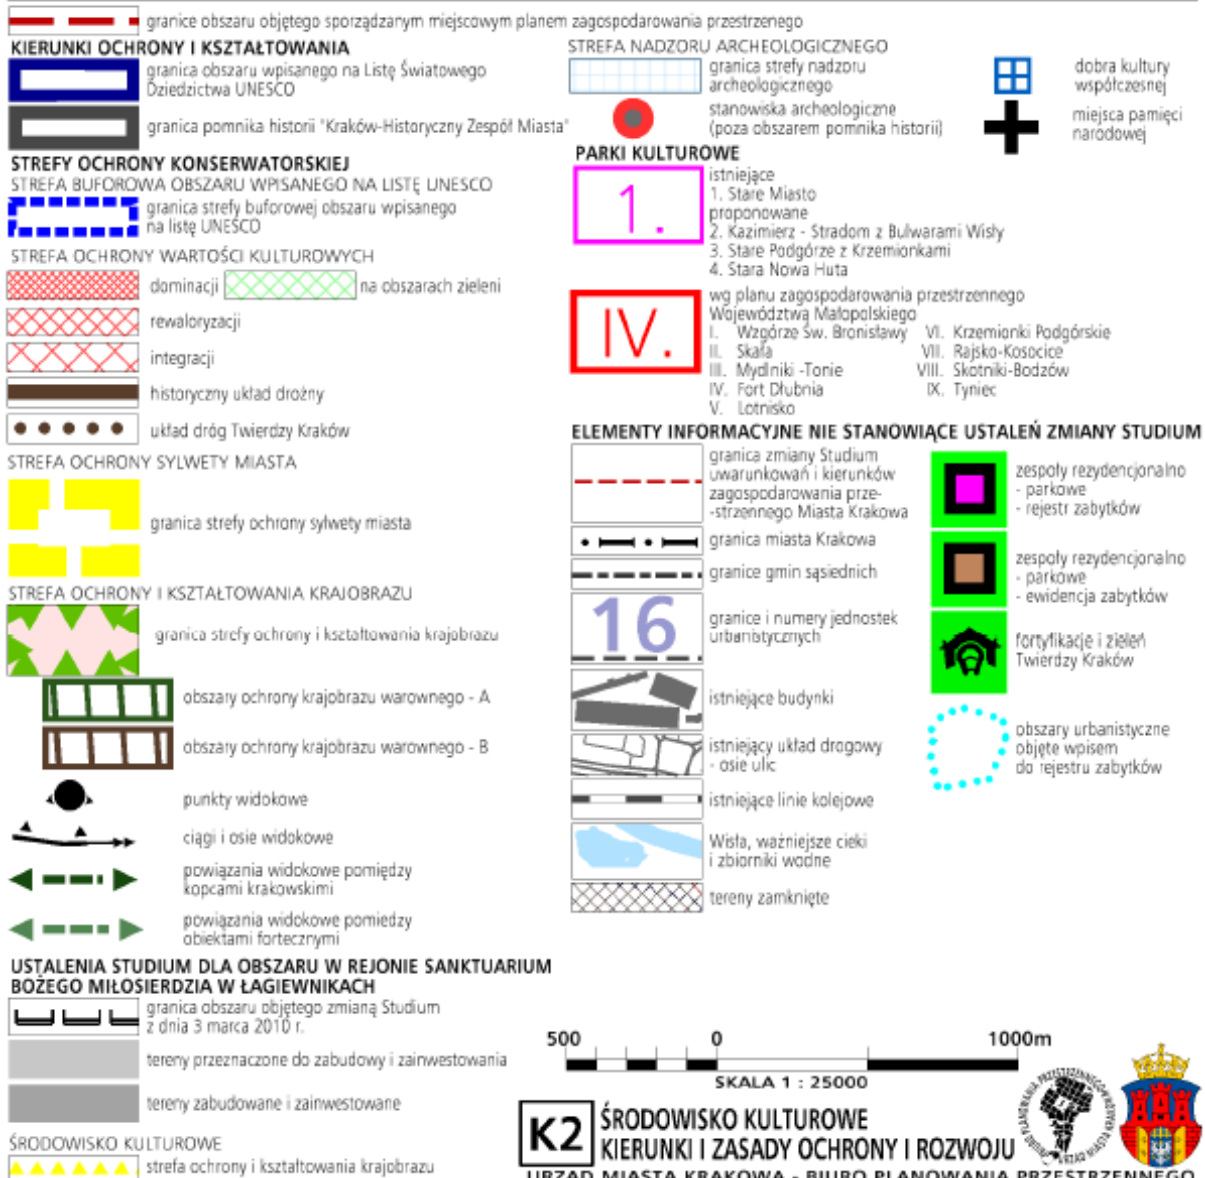 granice obszaru objętego sporządzanym miejscowym planem zagospodarowania przestrzenego
KIERUNKI OCHRONY I KSZTAŁTOWANIA
granica obszaru wpisanego na Listę Światowego
Dziedzictwa UNESCO
granica pomnika historii "Kraków-Historyczny Zespół Miasta"
STREFY OCHRONY KONSERWATORSKIEJ
STREFA BUFOROWA OBSZARU WPISANEGO NA LISTĘ UNESCO
granica strefy buforowej obszaru wpisanego
na listę UNESCO
STREFA OCHRONY WARTOŚCI KULTUROWYCH
dominacji
na obszarach zieleni
rewaloryzacji
integracji
historyczny układ drożny
układ dróg Twierdzy Kraków
STREFA OCHRONY SYLWETY MIASTA
granica strefy ochrony sylwety miasta
STREFA OCHRONY I KSZTAŁTOWANIA KRAJOBRAZU
granica strefy ochrony i kształtowania krajobrazu
obszary ochrony krajobrazu warownego - A
obszary ochrony krajobrazu warownego - B
punkty widokowe
ciągi i osie widokowe
powiązania widokowe pomiędzy
kopcami krakowskimi
powiązania widokowe pomiedzy
obiektami fortecznymi
USTALENIA STUDIUM DLA OBSZARU W REJONIE SANKTUARIUM
BOŻEGO MIŁOSIERDZIA W ŁAGIEWNIKACH
granica obszaru objętego zmianą Studium
z dnia 3 marca 2010 r.
tereny przeznaczone do zabudowy i zainwestowania
tereny zabudowane i zainwestowane
ŚRODOWISKO KULTUROWE
strefa ochrony i kształtowania krajobrazu
STREFA NADZORU ARCHEOLOGICZNEGO
granica strefy nadzoru
archeologicznego
stanowiska archeologiczne
(poza obszarem pomnika historii)
dobra kultury
współczesnej
miejsca pamięci
narodowej
PARKI KULTUROWE
1.
istniejące
1. Stare Miasto
proponowane
2. Kazimierz - Stradom z Bulwarami Wisły
3. Stare Podgórze z Krzemionkami
4. Stara Nowa Huta
IV.
wg planu zagospodarowania przestrzennego
Województwa Małopolskiego
I. Wzgórze Św. Bronisławy
II. Skała
III. Mydlniki -Tonie
IV. Fort Dłubnia
V. Lotnisko
VI. Krzemionki Podgórskie
VII. Rajsko-Kosocice
VIII. Skotniki-Bodzów
IX. Tyniec
ELEMENTY INFORMACYJNE NIE STANOWIĄCE USTALEŃ ZMIANY STUDIUM
granica zmiany Studium
uwarunkowań i kierunków
zagospodarowania prze-
-strzennego Miasta Krakowa
granica miasta Krakowa
granice gmin sąsiednich
16
granice i numery jednostek
urbanistycznych
istniejące budynki
istniejący układ drogowy
- osie ulic
istniejące linie kolejowe
Wisła, ważniejsze cieki
i zbiorniki wodne
tereny zamknięte
zespoły rezydencjonalno
- parkowe
- rejestr zabytków
zespoły rezydencjonalno
- parkowe
- ewidencja zabytków
fortyfikacje i zieleń
Twierdzy Kraków
obszary urbanistyczne
objęte wpisem
do rejestru zabytków
500 0 1000m
SKALA 1 : 25000
K2
ŚRODOWISKO KULTUROWE
KIERUNKI I ZASADY OCHRONY I ROZWOJU
URZĄD MIASTA KRAKOWA - BIURO PLANOWANIA PRZESTRZENNEGO